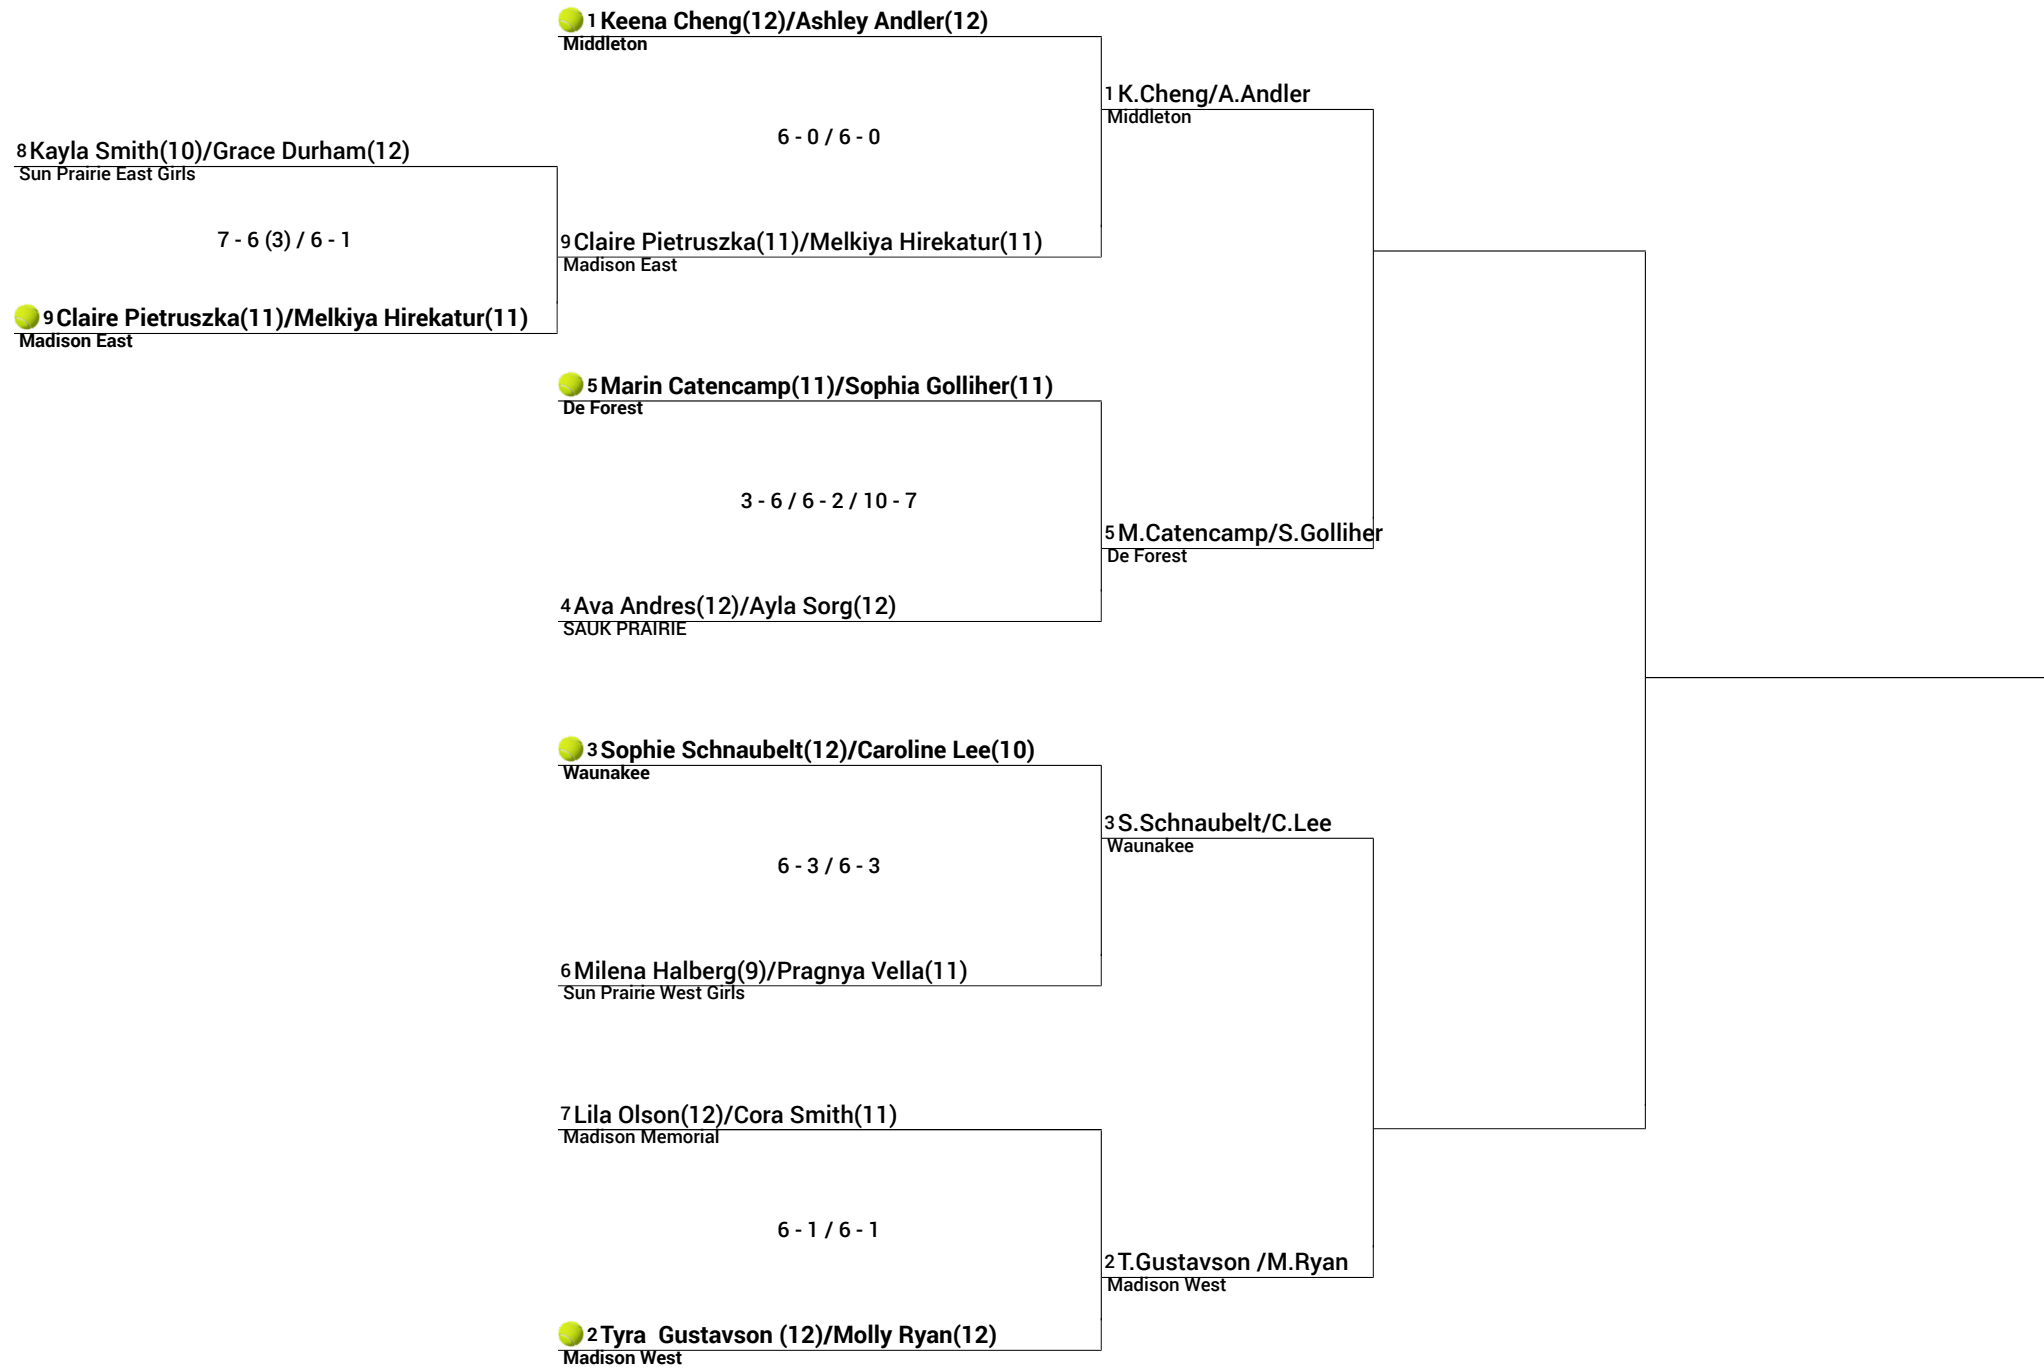 1 Keena Cheng(12)/Ashley Andler(12)
Middleton
1 K.Cheng/A.Andler
Middleton
6 - 0 / 6 - 0
8 Kayla Smith(10)/Grace Durham(12)
Sun Prairie East Girls
7 - 6 (3) / 6 - 1
9 Claire Pietruszka(11)/Melkiya Hirekatur(11)
Madison East
9 Claire Pietruszka(11)/Melkiya Hirekatur(11)
Madison East
5 Marin Catencamp(11)/Sophia Golliher(11)
De Forest
3 - 6 / 6 - 2 / 10 - 7
5 M.Catencamp/S.Golliher
De Forest
4 Ava Andres(12)/Ayla Sorg(12)
SAUK PRAIRIE
3 Sophie Schnaubelt(12)/Caroline Lee(10)
Waunakee
3 S.Schnaubelt/C.Lee
Waunakee
6 - 3 / 6 - 3
6 Milena Halberg(9)/Pragnya Vella(11)
Sun Prairie West Girls
7 Lila Olson(12)/Cora Smith(11)
Madison Memorial
6 - 1 / 6 - 1
2 T.Gustavson /M.Ryan
Madison West
2 Tyra  Gustavson (12)/Molly Ryan(12)
Madison West